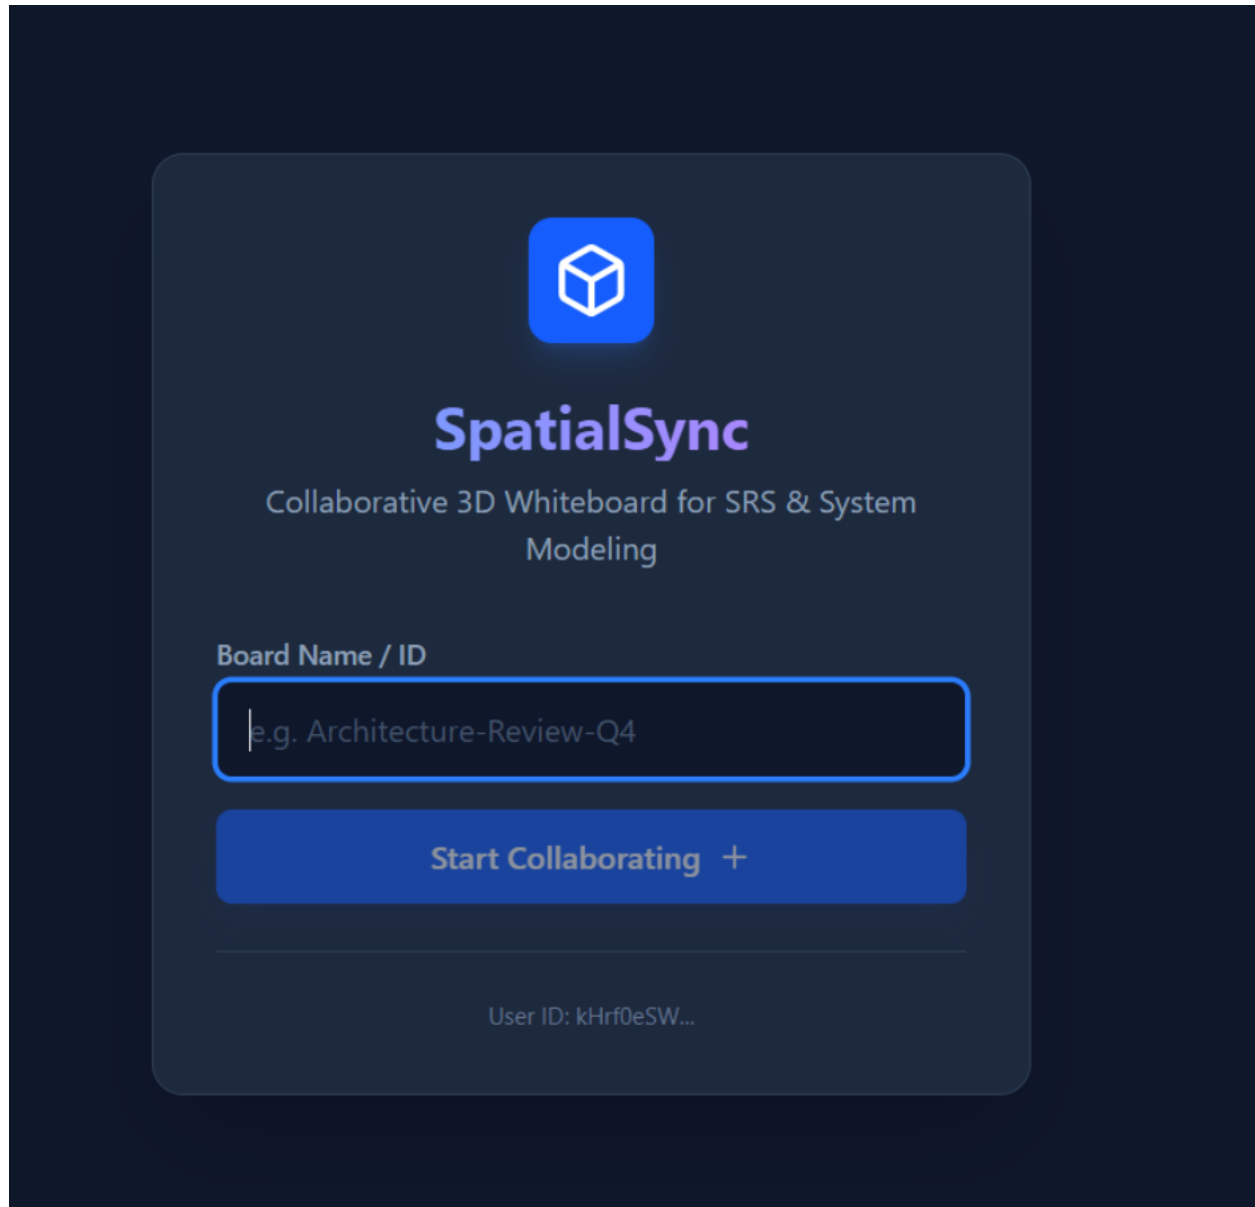 SpatialSync
Collaborative 3D Whiteboard for SRS & System
Modeling
Board Name / ID
e.g. Architecture-Review-Q4
Start Collaborating +
User ID: kHrf0eSW...